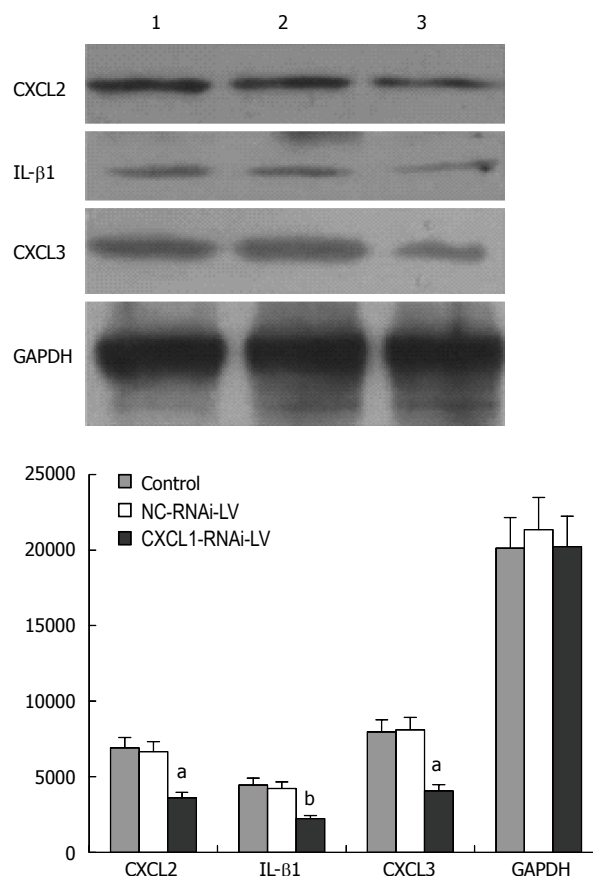 1 2 3
CXCL2
IL-β1
CXCL3
GAPDH
25000
20000
15000
10000
5000
0
Control
NC-RNAi-LV
CXCL1-RNAi-LV
a
b
a
CXCL2 IL-β1 CXCL3 GAPDH